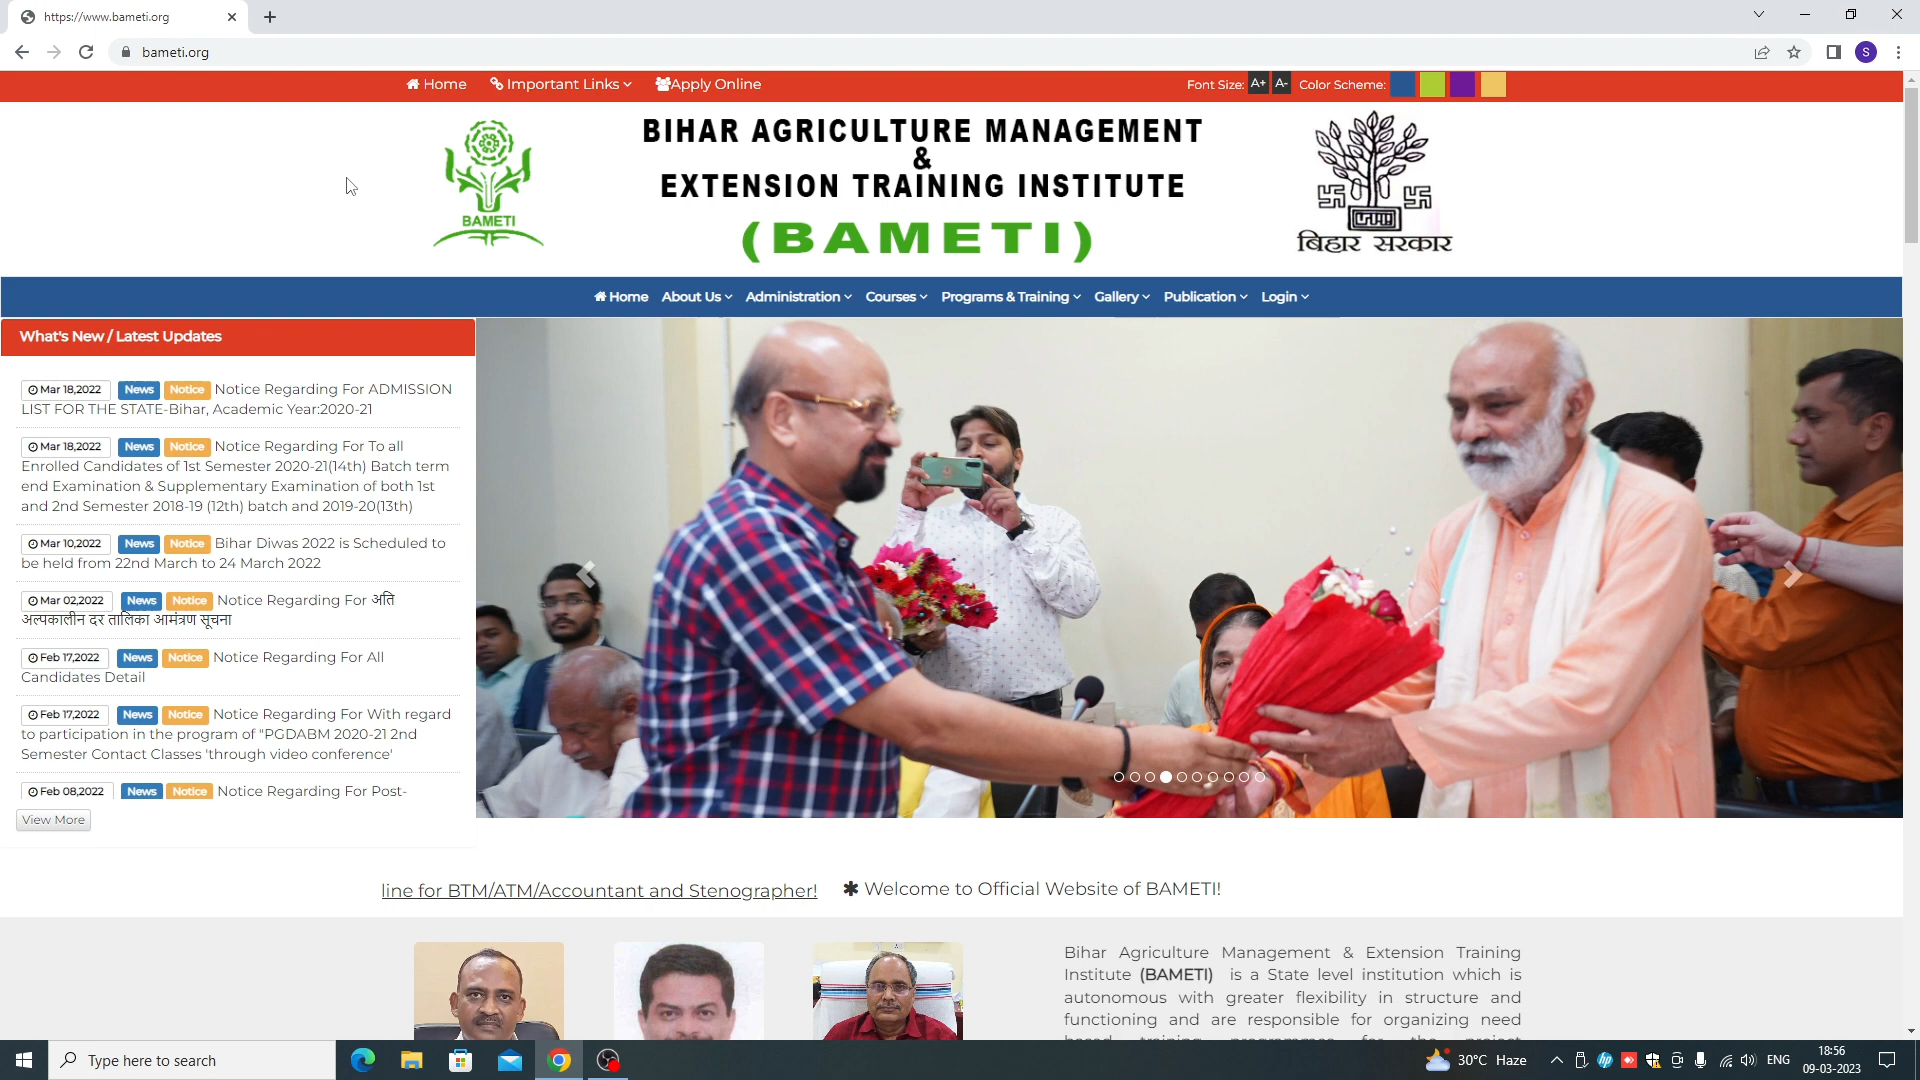 https://www.bameti.org
bameti.org
S
Home Important Links Apply Online Font Size: A+ A- Color Scheme:
BAMETI
BIHAR AGRICULTURE MANAGEMENT
&
EXTENSION TRAINING INSTITUTE
(BAMETI)
बिहार सरकार
Home About Us Administration Courses Programs & Training Gallery Publication Login
What's New / Latest Updates
Mar 18,2022 News Notice Notice Regarding For ADMISSION
LIST FOR THE STATE-Bihar, Academic Year:2020-21
Mar 18,2022 News Notice Notice Regarding For To all
Enrolled Candidates of 1st Semester 2020-21(14th) Batch term
end Examination & Supplementary Examination of both 1st
and 2nd Semester 2018-19 (12th) batch and 2019-20(13th)
Mar 10,2022 News Notice Bihar Diwas 2022 is Scheduled to
be held from 22nd March to 24 March 2022
Mar 02,2022 News Notice Notice Regarding For अति
अल्पकालीन दर तालिका आमंत्रण सूचना
Feb 17,2022 News Notice Notice Regarding For All
Candidates Detail
Feb 17,2022 News Notice Notice Regarding For With regard
to participation in the program of "PGDABM 2020-21 2nd
Semester Contact Classes 'through video conference'
Feb 08,2022 News Notice Notice Regarding For Post-
View More
line for BTM/ATM/Accountant and Stenographer! ✱ Welcome to Official Website of BAMETI!
Bihar Agriculture Management & Extension Training
Institute (BAMETI) is a State level institution which is
autonomous with greater flexibility in structure and
functioning and are responsible for organizing need
based training programmes for the project
Type here to search
30°C Haze
hp
ENG
18:56
09-03-2023